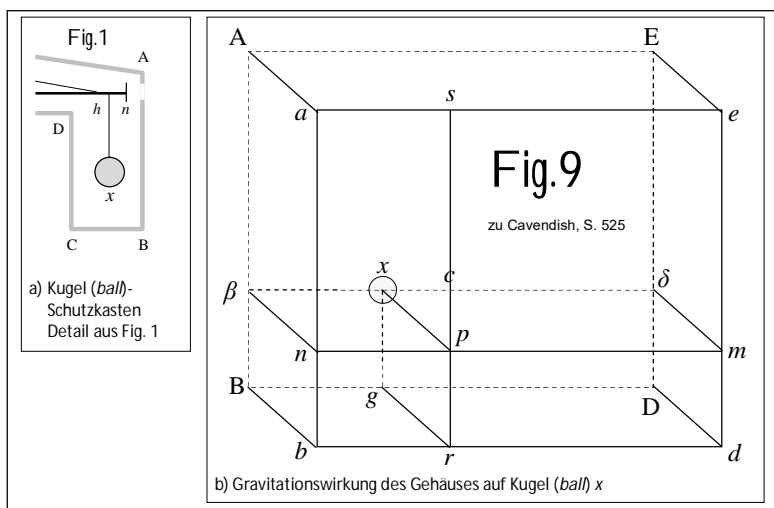 Fig.1
A
h n
D
x
C B
a) Kugel (ball)-
Schutzkasten
Detail aus Fig. 1
A E
s
a e
Fig.9
zu Cavendish, S. 525
x
β c δ
p
n m
B g D
b r d
b) Gravitationswirkung des Gehäuses auf Kugel (ball) x